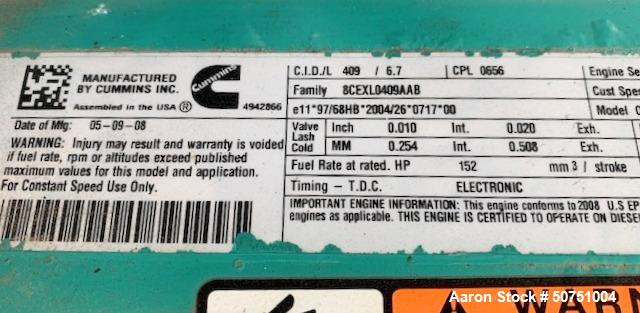 MANUFACTURED
BY CUMMINS INC.
Assembled in the USA ®
Cummins
4942866
Date of Mfg: 05-09-08
WARNING: Injury may result and warranty is voided
if fuel rate, rpm or altitudes exceed published
maximum values for this model and application.
For Constant Speed Use Only.
C.I.D./L 409 / 6.7 CPL 0656 Engine Se
Family 8CEXL0409AAB Cust Spec
e11*97/68HB*2004/26*0717*00 Model
Valve Lash Cold
Inch 0.010 Int. 0.020 Exh.
MM 0.254 Int. 0.508 Exh.
Fuel Rate at rated. HP 152 mm3 / stroke
Timing - T.D.C. ELECTRONIC
IMPORTANT ENGINE INFORMATION: This engine conforms to 2008 U.S EP
engines as applicable. THIS ENGINE IS CERTIFIED TO OPERATE ON DIESE
WARN
Aaron Stock # 50751004